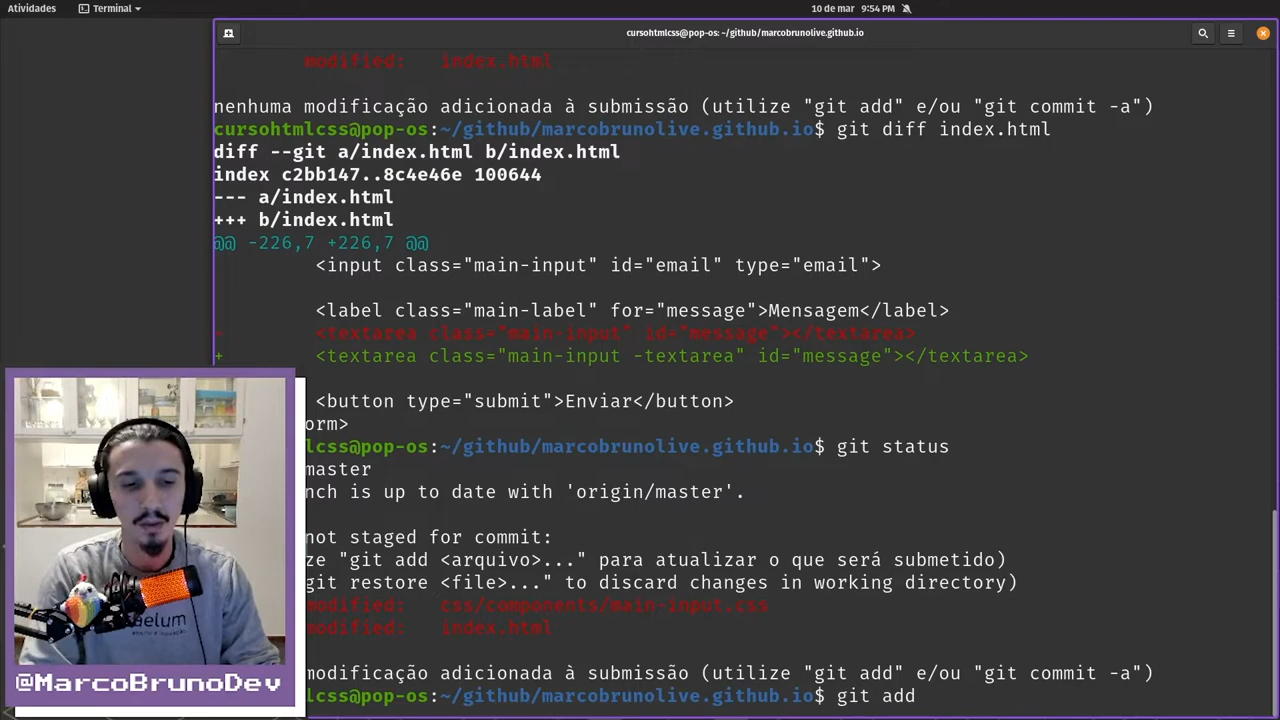 Atividades
Terminal
10 de mar 9:54 PM
cursohtmlcss@pop-os: ~/github/marcobrunolive.github.io
modified: index.html
nenhuma modificação adicionada à submissão (utilize "git add" e/ou "git commit -a")
cursohtmlcss@pop-os:~/github/marcobrunolive.github.io$ git diff index.html
diff --git a/index.html b/index.html
index c2bb147..8c4e46e 100644
--- a/index.html
+++ b/index.html
@@ -226,7 +226,7 @@
<input class="main-input" id="email" type="email">
<label class="main-label" for="message">Mensagem</label>
- <textarea class="main-input" id="message"></textarea>
+ <textarea class="main-input -textarea" id="message"></textarea>
<button type="submit">Enviar</button>
orm>
lcss@pop-os:~/github/marcobrunolive.github.io$ git status
master
nch is up to date with 'origin/master'.
not staged for commit:
ze "git add <arquivo>..." para atualizar o que será submetido)
git restore <file>..." to discard changes in working directory)
modified: css/components/main-input.css
modified: index.html
modificação adicionada à submissão (utilize "git add" e/ou "git commit -a")
lcss@pop-os:~/github/marcobrunolive.github.io$ git add
aelum
@MarcoBrunoDev